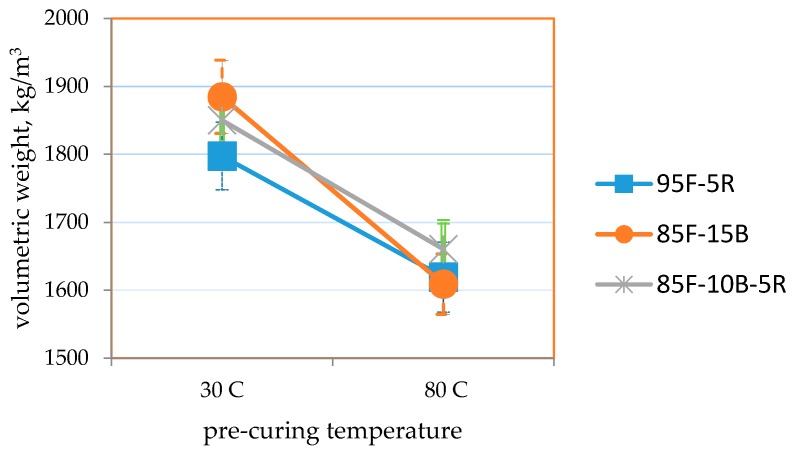 2000
1900
1800
1700
1600
1500
volumetric weight, kg/m³
30 C
80 C
pre-curing temperature
95F-5R
85F-15B
85F-10B-5R